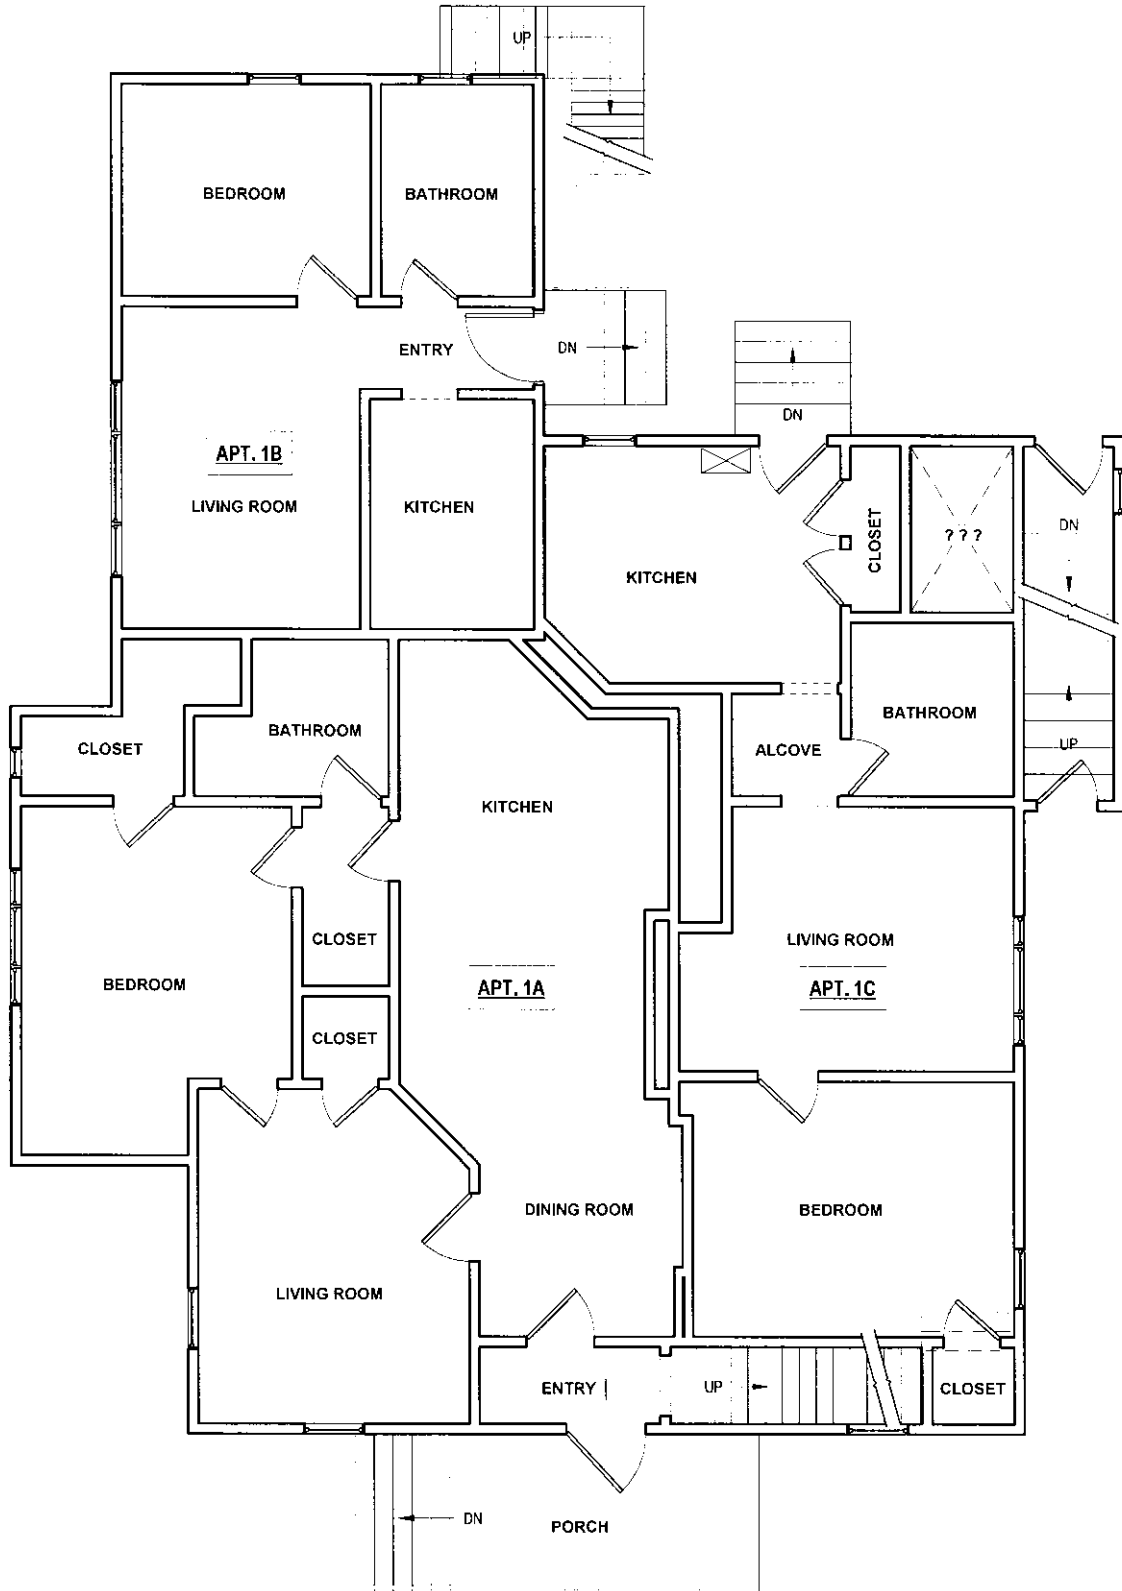 UP
BEDROOM
BATHROOM
ENTRY
DN
DN
APT. 1B
LIVING ROOM
KITCHEN
CLOSET
? ? ?
DN
KITCHEN
BATHROOM
CLOSET
BATHROOM
ALCOVE
UP
KITCHEN
CLOSET
LIVING ROOM
BEDROOM
APT. 1A
APT. 1C
CLOSET
DINING ROOM
BEDROOM
LIVING ROOM
ENTRY
UP
CLOSET
DN
PORCH